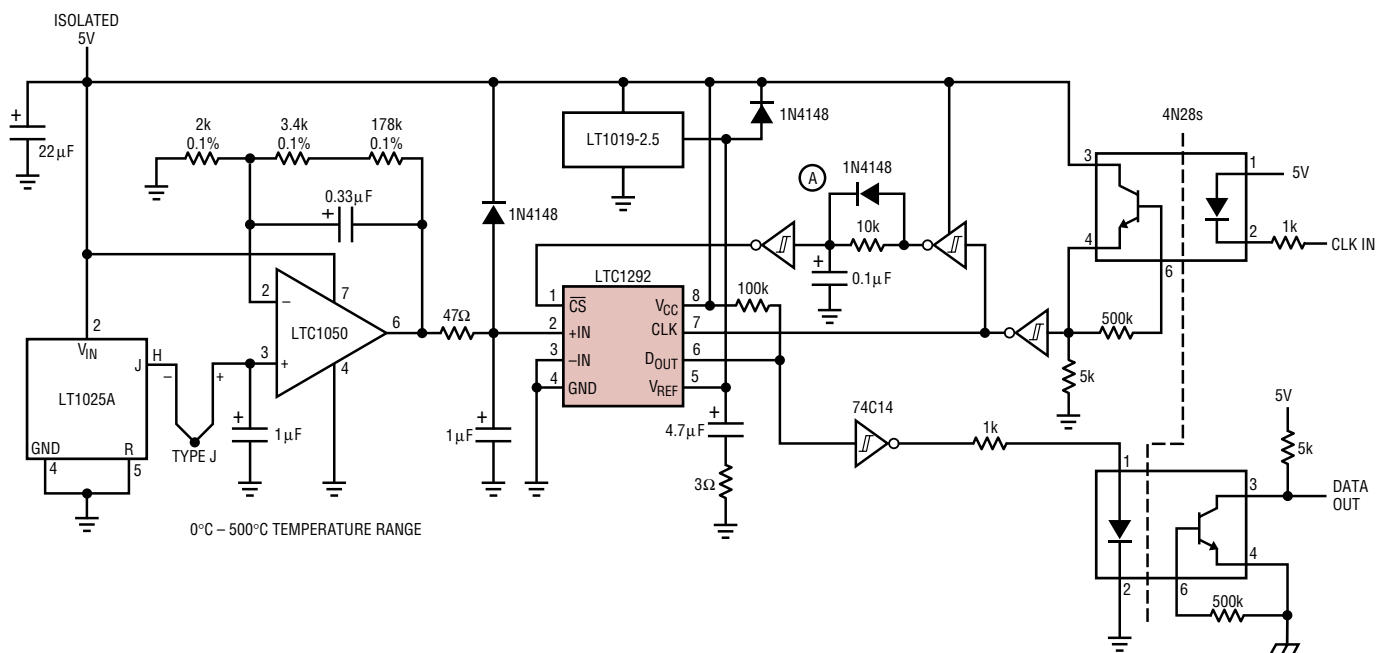 ISOLATED
5V
+
22µF
2k
0.1%
3.4k
0.1%
178k
0.1%
0.33µF
+
1N4148
LT1019-2.5
1N4148
A
1N4148
10k
+
0.1µF
4N28s
3
4
6
1
5V
2
1k
CLK IN
500k
5k
2
VIN
J
H
–
+
LT1025A
GND
R
4
5
TYPE J
+
1µF
2
–
3
+
7
4
6
LTC1050
47Ω
+
1µF
LTC1292
1
CS
2
+IN
3
–IN
4
GND
VCC
8
CLK
7
DOUT
6
VREF
5
100k
4.7µF
+
3Ω
74C14
1k
5V
5k
1
2
3
DATA
OUT
4
6
500k
0°C – 500°C TEMPERATURE RANGE